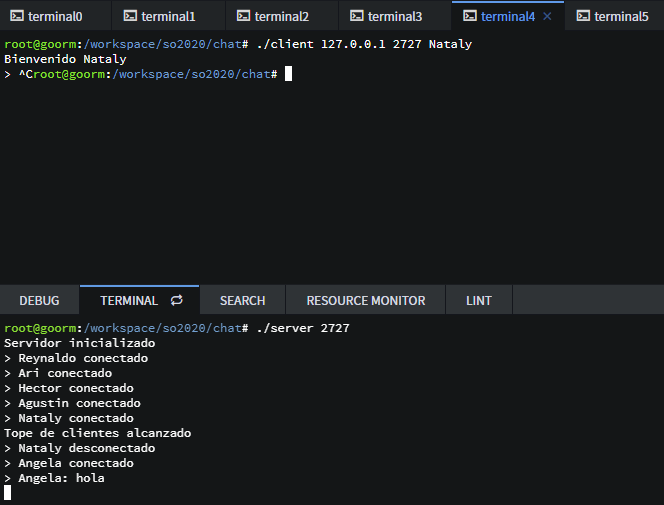 terminal0 terminal1 terminal2 terminal3 terminal4 × terminal5
root@goorm:/workspace/so2020/chat# ./client 127.0.0.1 2727 Nataly
Bienvenido Nataly
> ^Croot@goorm:/workspace/so2020/chat#
DEBUG TERMINAL SEARCH RESOURCE MONITOR LINT
root@goorm:/workspace/so2020/chat# ./server 2727
Servidor inicializado
> Reynaldo conectado
> Ari conectado
> Hector conectado
> Agustin conectado
> Nataly conectado
Tope de clientes alcanzado
> Nataly desconectado
> Angela conectado
> Angela: hola